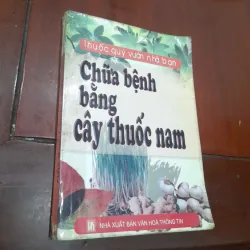 Thuốc quý vườn nhà bạn
Chữa bệnh
bằng
cây thuốc nam
NHÀ XUẤT BẢN VĂN HOÁ THÔNG TIN